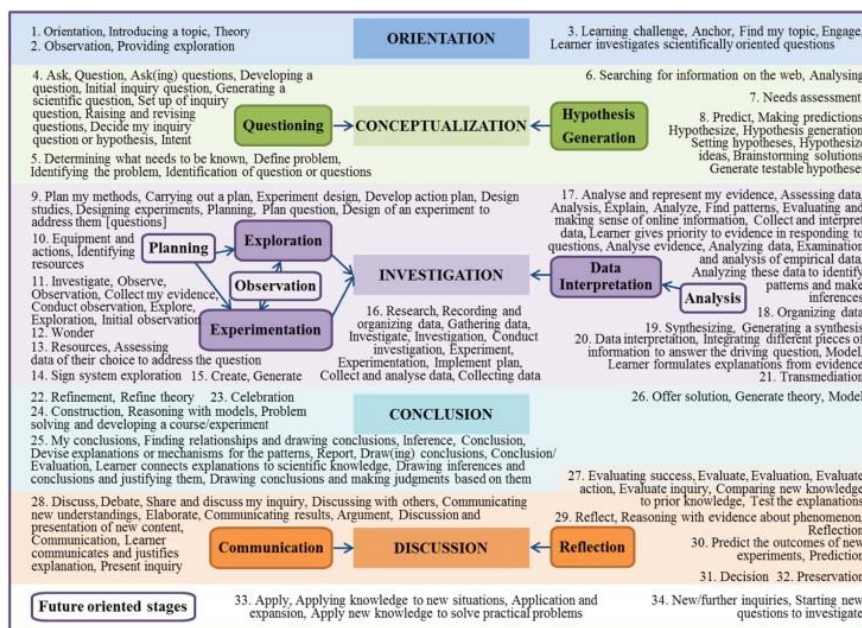 1. Orientation, Introducing a topic, Theory
2. Observation, Providing exploration
ORIENTATION
3. Learning challenge, Anchor, Find my topic, Engage,
Learner investigates scientifically oriented questions
4. Ask, Question, Ask(ing) questions, Developing a
question, Initial inquiry question, Generating a
scientific question, Set up of inquiry
question, Raising and revising
questions, Decide my inquiry
question or hypothesis, Intent
5. Determining what needs to be known, Define problem,
Identifying the problem, Identification of question or questions
Questioning
CONCEPTUALIZATION
Hypothesis
Generation
6. Searching for information on the web, Analysing
7. Needs assessment
8. Predict, Making predictions
Hypothesize, Hypothesis generation
Setting hypotheses, Hypothesize
ideas, Brainstorming solutions
Generate testable hypotheses
9. Plan my methods, Carrying out a plan, Experiment design, Develop action plan, Design
studies, Designing experiments, Planning, Plan question, Design of an experiment to
address them [questions]
10. Equipment and
actions, Identifying
resources
11. Investigate, Observe,
Observation, Collect my evidence,
Conduct observation, Explore,
Exploration, Initial observation
12. Wonder
13. Resources, Assessing
data of their choice to address the question
14. Sign system exploration
15. Create, Generate
Planning
Exploration
Observation
Experimentation
INVESTIGATION
16. Research, Recording and
organizing data, Gathering data,
Investigate, Investigation, Conduct
investigation, Experiment,
Experimentation, Implement plan,
Collect and analyse data, Collecting data
Data
Interpretation
Analysis
17. Analyse and represent my evidence, Assessing data,
Analysis, Explain, Analyze, Find patterns, Evaluating and
making sense of online information, Collect and interpret
data, Learner gives priority to evidence in responding to
questions, Analyse evidence, Analyzing data, Examination
and analysis of empirical data,
Analyzing these data to identify
patterns and make
inferences
18. Organizing data
19. Synthesizing, Generating a synthesis
20. Data interpretation, Integrating different pieces of
information to answer the driving question, Model,
Learner formulates explanations from evidence
21. Transmediation
22. Refinement, Refine theory
23. Celebration
24. Construction, Reasoning with models, Problem
solving and developing a course/experiment
25. My conclusions, Finding relationships and drawing conclusions, Inference, Conclusion,
Devise explanations or mechanisms for the patterns, Report, Draw(ing) conclusions, Conclusion/
Evaluation, Learner connects explanations to scientific knowledge, Drawing inferences and
conclusions and justifying them, Drawing conclusions and making judgments based on them
CONCLUSION
26. Offer solution, Generate theory, Model
27. Evaluating success, Evaluate, Evaluation, Evaluate
action, Evaluate inquiry, Comparing new knowledge
to prior knowledge, Test the explanations
28. Discuss, Debate, Share and discuss my inquiry, Discussing with others, Communicating
new understandings, Elaborate, Communicating results, Argument, Discussion and
presentation of new content,
Communication, Learner
communicates and justifies
explanation, Present inquiry
Communication
DISCUSSION
Reflection
29. Reflect, Reasoning with evidence about phenomenon,
Reflection
30. Predict the outcomes of new
experiments, Prediction
31. Decision 32. Preservation
Future oriented stages
33. Apply, Applying knowledge to new situations, Application and
expansion, Apply new knowledge to solve practical problems
34. New/further inquiries, Starting new
questions to investigate